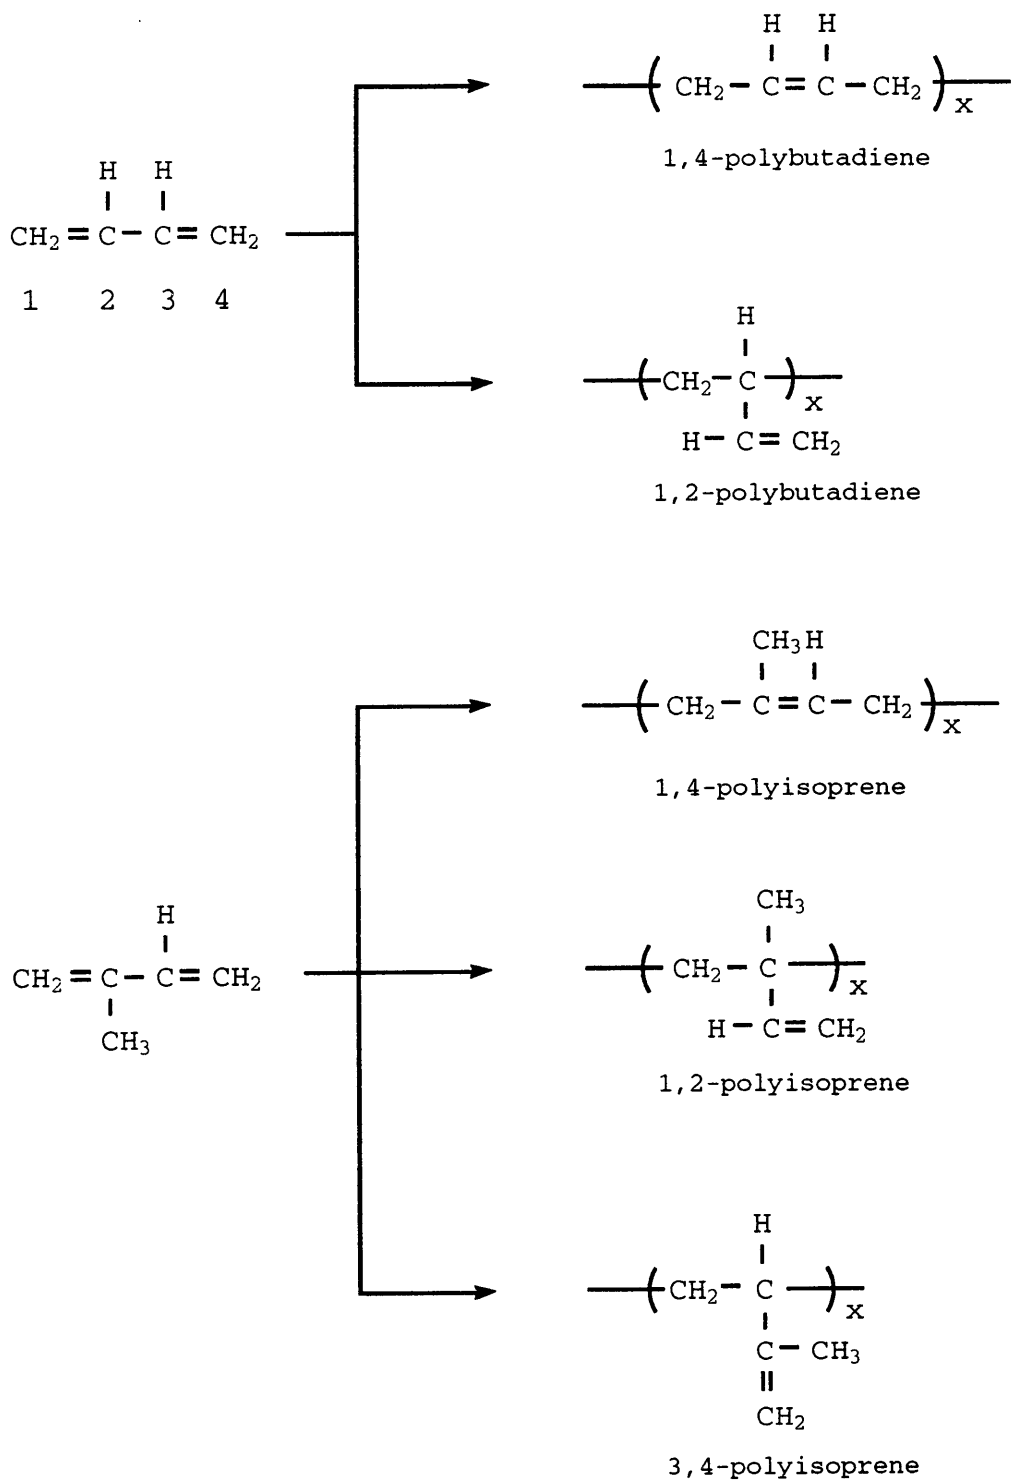 H H
CH₂-C=C-CH₂
x
1,4-polybutadiene
H H
CH₂=C-C=CH₂
1 2 3 4
H
CH₂-C
x
H-C=CH₂
1,2-polybutadiene
CH₃H
CH₂-C=C-CH₂
x
1,4-polyisoprene
H
CH₂=C-C=CH₂
CH₃
CH₃
CH₂-C
x
H-C=CH₂
1,2-polyisoprene
H
CH₂-C
x
C-CH₃
CH₂
3,4-polyisoprene